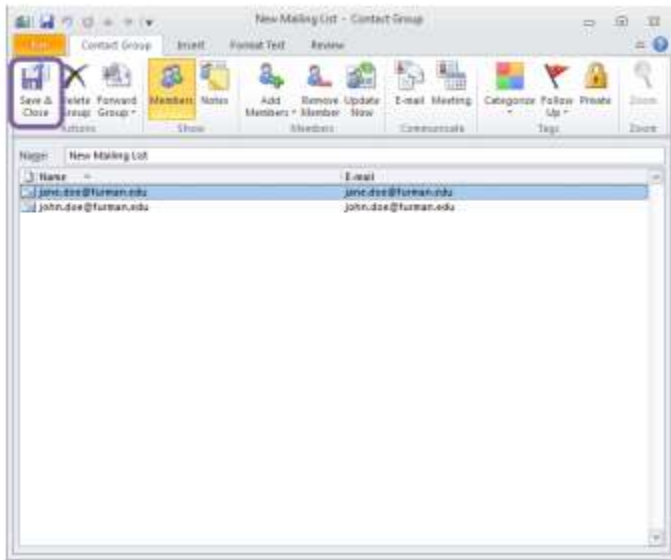 New Mailing List - Contact Group
File Contact Group Insert Format Text Review
Save & Close Delete Group Forward Group Members Notes Add Members Remove Member Update Now E-mail Meeting Categorize Follow Up Private Zoom
Actions Show Members Communicate Tags Zoom
Name: New Mailing List
Name E-mail
jane.doe@furman.edu jane.doe@furman.edu
john.doe@furman.edu john.doe@furman.edu